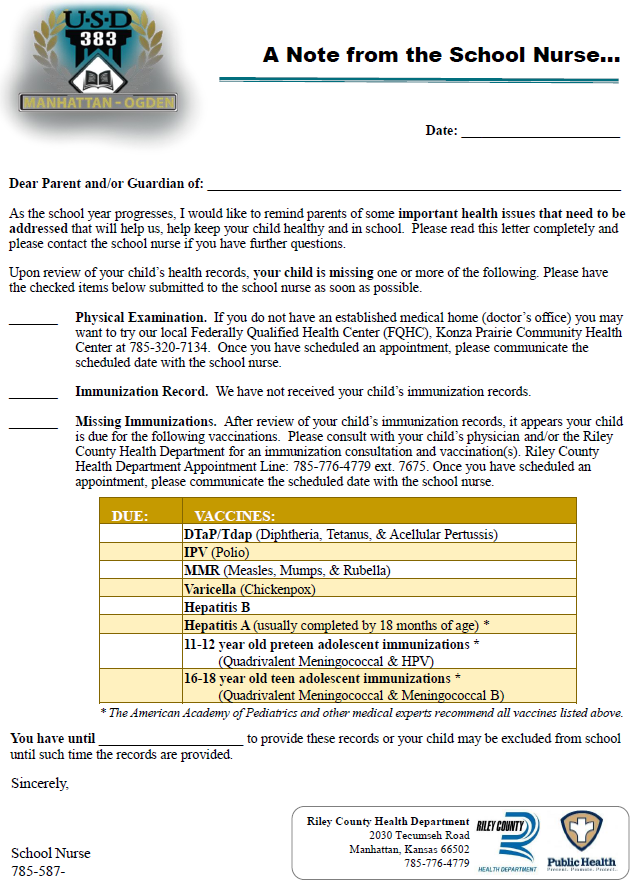 U·S·D
383
MANHATTAN - OGDEN
A Note from the School Nurse...
Date: ______________________
Dear Parent and/or Guardian of: ______________________________________________
As the school year progresses, I would like to remind parents of some important health issues that need to be
addressed that will help us, help keep your child healthy and in school.  Please read this letter completely and
please contact the school nurse if you have further questions.
Upon review of your child's health records, your child is missing one or more of the following. Please have
the checked items below submitted to the school nurse as soon as possible.
_______ Physical Examination.  If you do not have an established medical home (doctor's office) you may
want to try our local Federally Qualified Health Center (FQHC), Konza Prairie Community Health
Center at 785-320-7134.  Once you have scheduled an appointment, please communicate the
scheduled date with the school nurse.
_______ Immunization Record.  We have not received your child's immunization records.
_______ Missing Immunizations.  After review of your child's immunization records, it appears your child
is due for the following vaccinations.  Please consult with your child's physician and/or the Riley
County Health Department for an immunization consultation and vaccination(s). Riley County
Health Department Appointment Line: 785-776-4779 ext. 7675. Once you have scheduled an
appointment, please communicate the scheduled date with the school nurse.
DUE: VACCINES:
DTaP/Tdap (Diphtheria, Tetanus, & Acellular Pertussis)
IPV (Polio)
MMR (Measles, Mumps, & Rubella)
Varicella (Chickenpox)
Hepatitis B
Hepatitis A (usually completed by 18 months of age) *
11-12 year old preteen adolescent immunizations *
(Quadrivalent Meningococcal & HPV)
16-18 year old teen adolescent immunizations *
(Quadrivalent Meningococcal & Meningococcal B)
* The American Academy of Pediatrics and other medical experts recommend all vaccines listed above.
You have until ____________________ to provide these records or your child may be excluded from school
until such time the records are provided.
Sincerely,
School Nurse
785-587-
Riley County Health Department
2030 Tecumseh Road
Manhattan, Kansas 66502
785-776-4779
RILEY COUNTY
HEALTH DEPARTMENT
Public Health
Prevent. Promote. Protect.